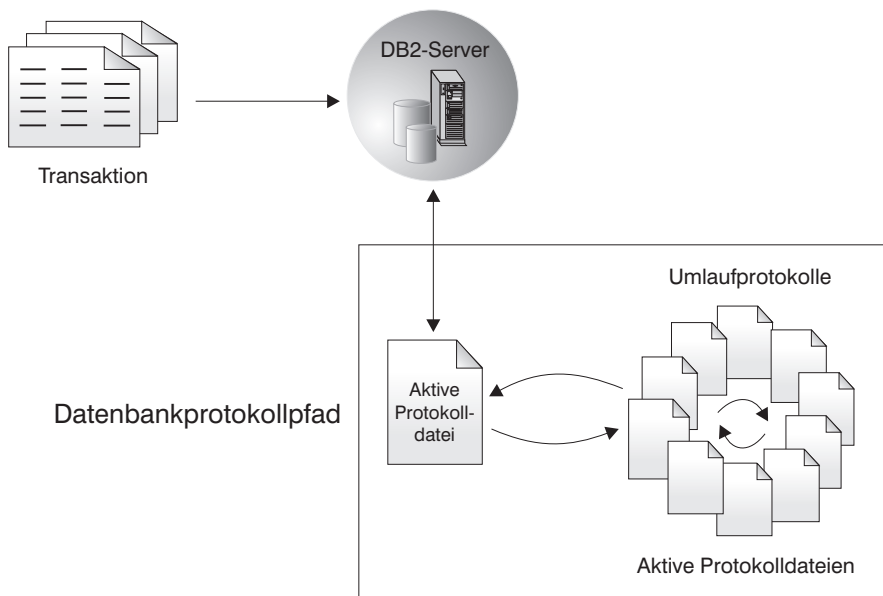 DB2-Server
Transaktion
Umlaufprotokolle
Aktive
Protokoll-
datei
Datenbankprotokollpfad
Aktive Protokolldateien